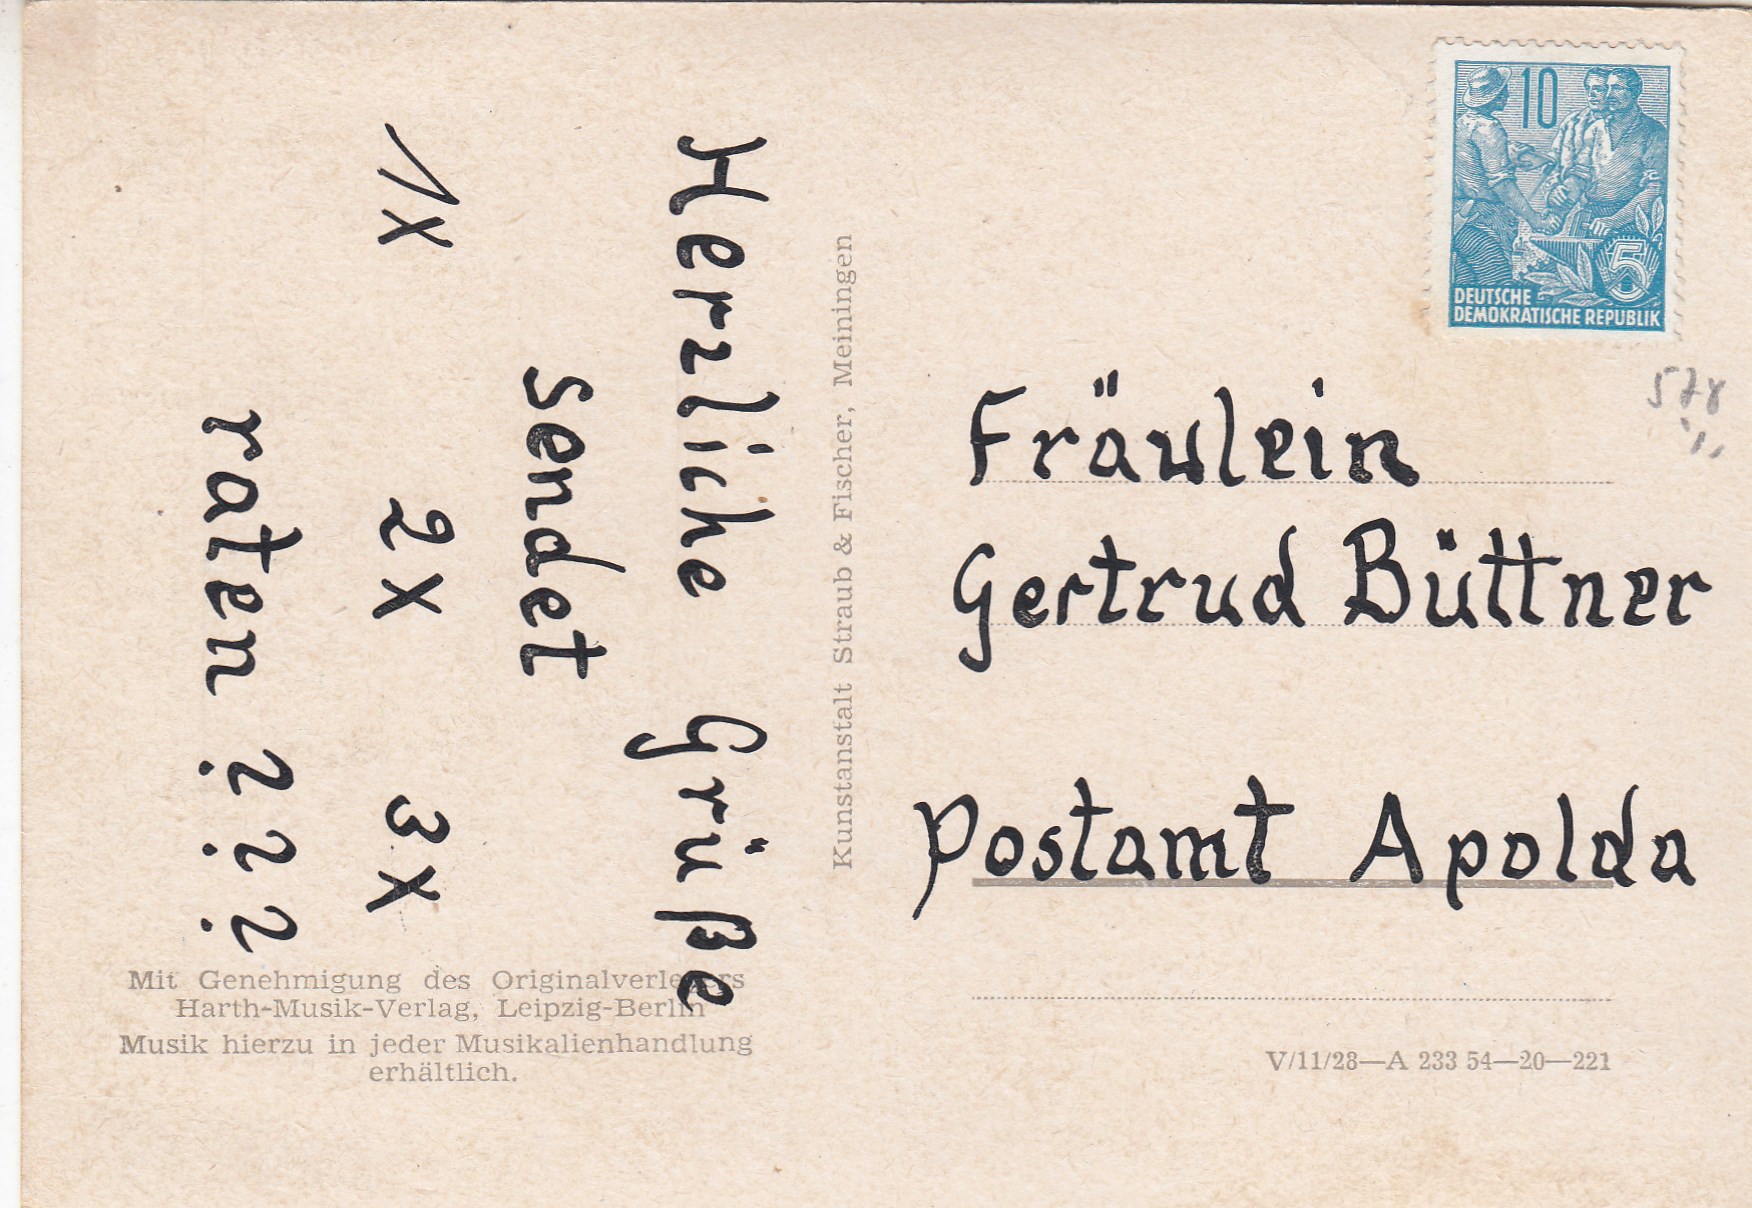 Herzliche Grüße
sendet
1x 2x 3x
raten ? ? ?
Kunstanstalt Straub & Fischer, Meiningen
10
5
DEUTSCHE
DEMOKRATISCHE REPUBLIK
578
Fräulein
Gertrud Büttner
Postamt Apolda
Mit Genehmigung des Originalverlegers
Harth-Musik-Verlag, Leipzig-Berlin
Musik hierzu in jeder Musikalienhandlung
erhältlich.
V/11/28—A 233 54—20—221